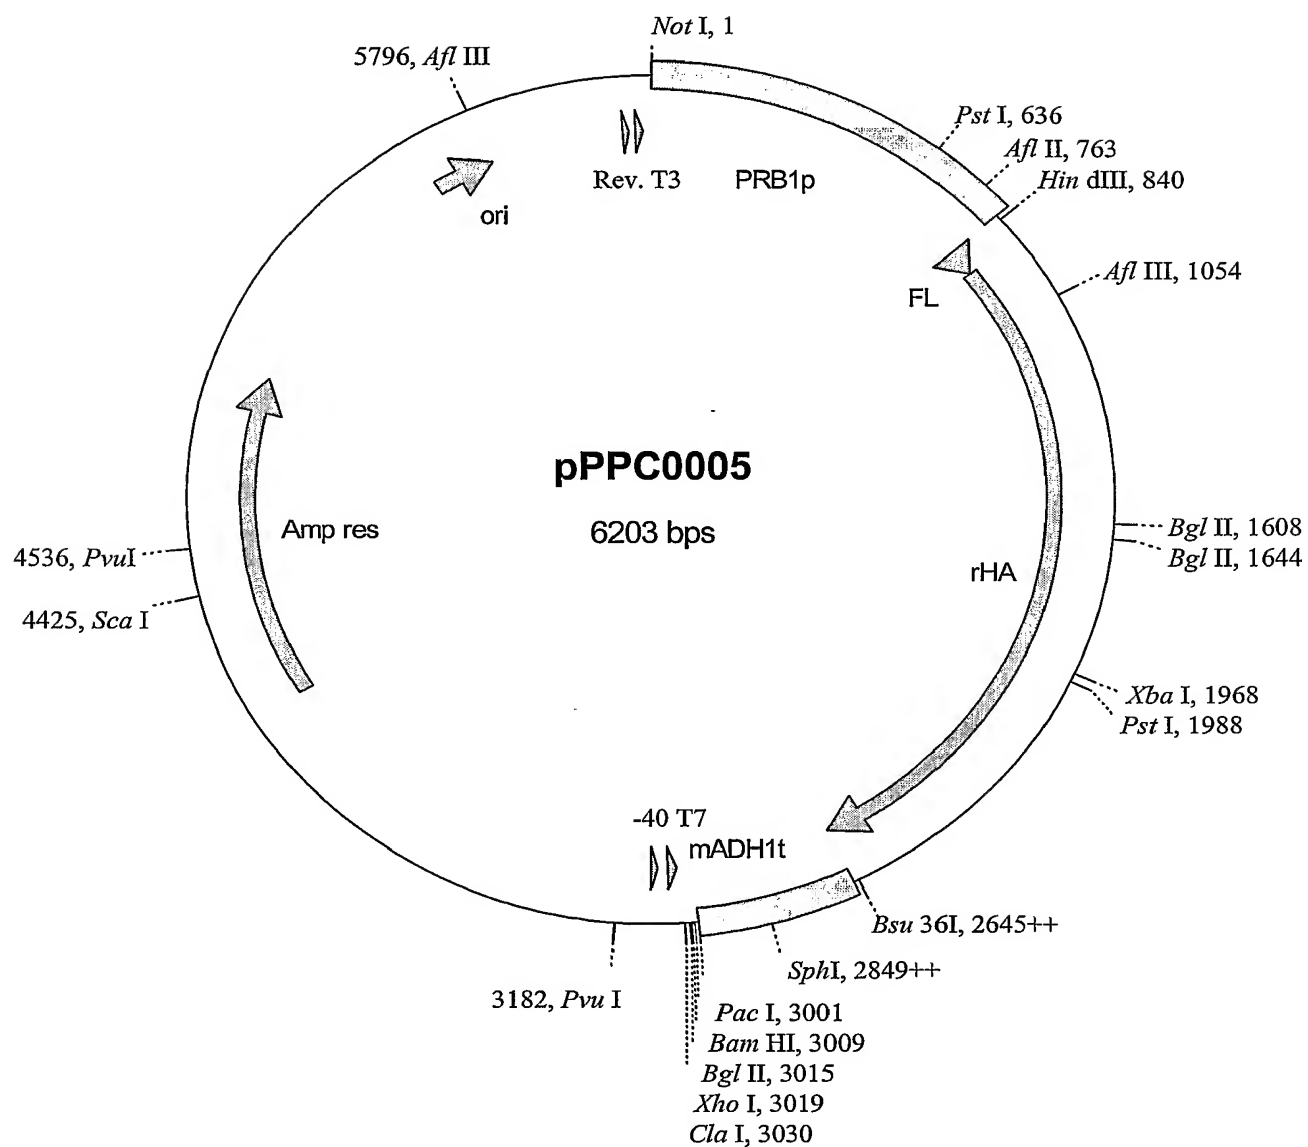 Not I, 1
5796, Afl III
Pst I, 636
Afl II, 763
Hin dIII, 840
Rev. T3
PRB1p
ori
Afl III, 1054
FL
pPPC0005
6203 bps
Amp res
Bgl II, 1608
Bgl II, 1644
4536, PvuI
rHA
4425, Sca I
Xba I, 1968
Pst I, 1988
-40 T7
mADH1t
Bsu 36I, 2645++
SphI, 2849++
3182, Pvu I
Pac I, 3001
Bam HI, 3009
Bgl II, 3015
Xho I, 3019
Cla I, 3030